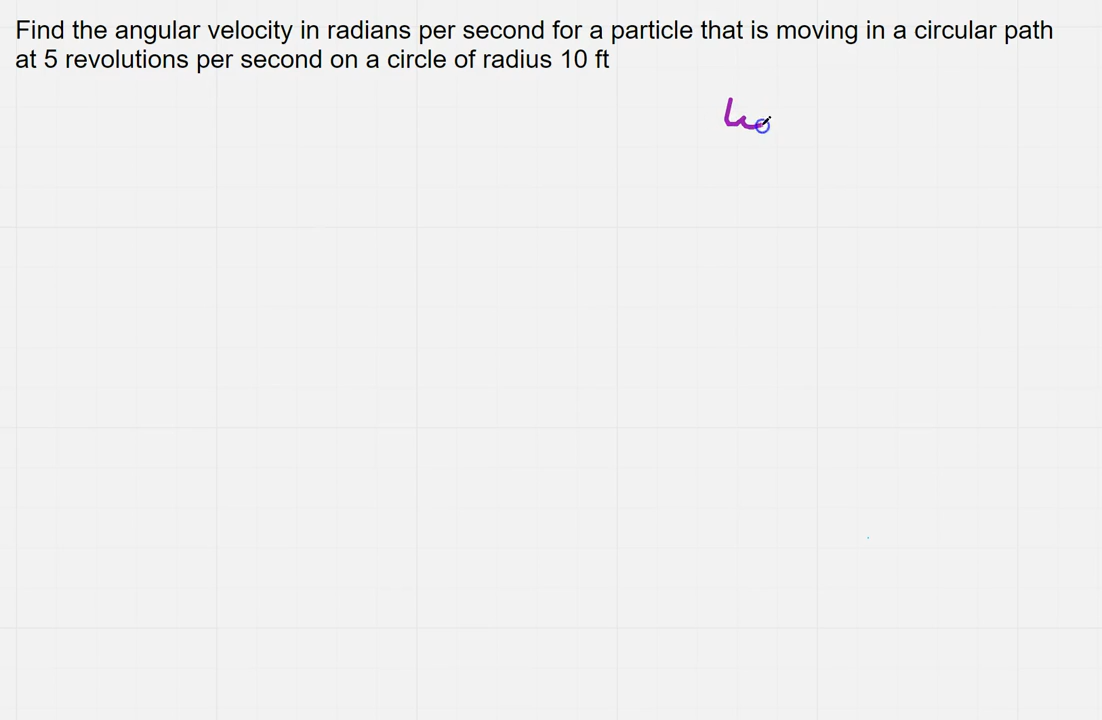 Find the angular velocity in radians per second for a particle that is moving in a circular path
at 5 revolutions per second on a circle of radius 10 ft